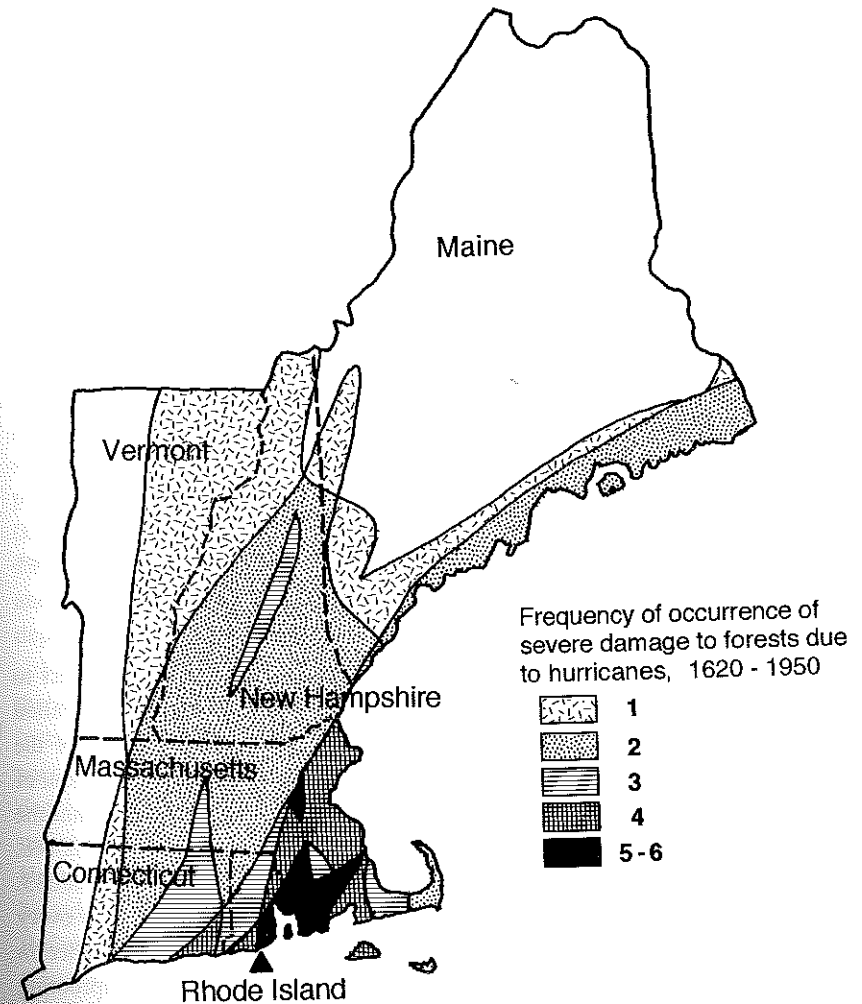 Maine
Vermont
New Hampshire
Massachusetts
Connecticut
Rhode Island
Frequency of occurrence of
severe damage to forests due
to hurricanes, 1620 - 1950
1
2
3
4
5-6